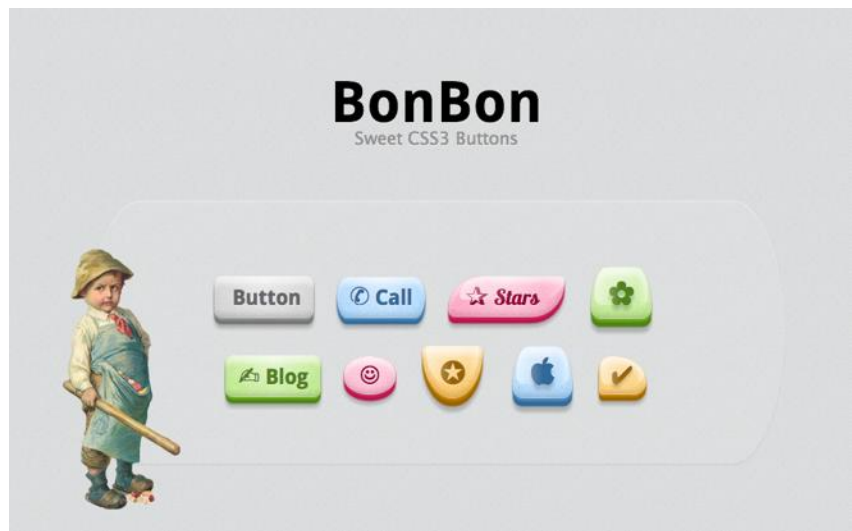 BonBon
Sweet CSS3 Buttons
Button
✆ Call
☆ Stars
✍ Blog